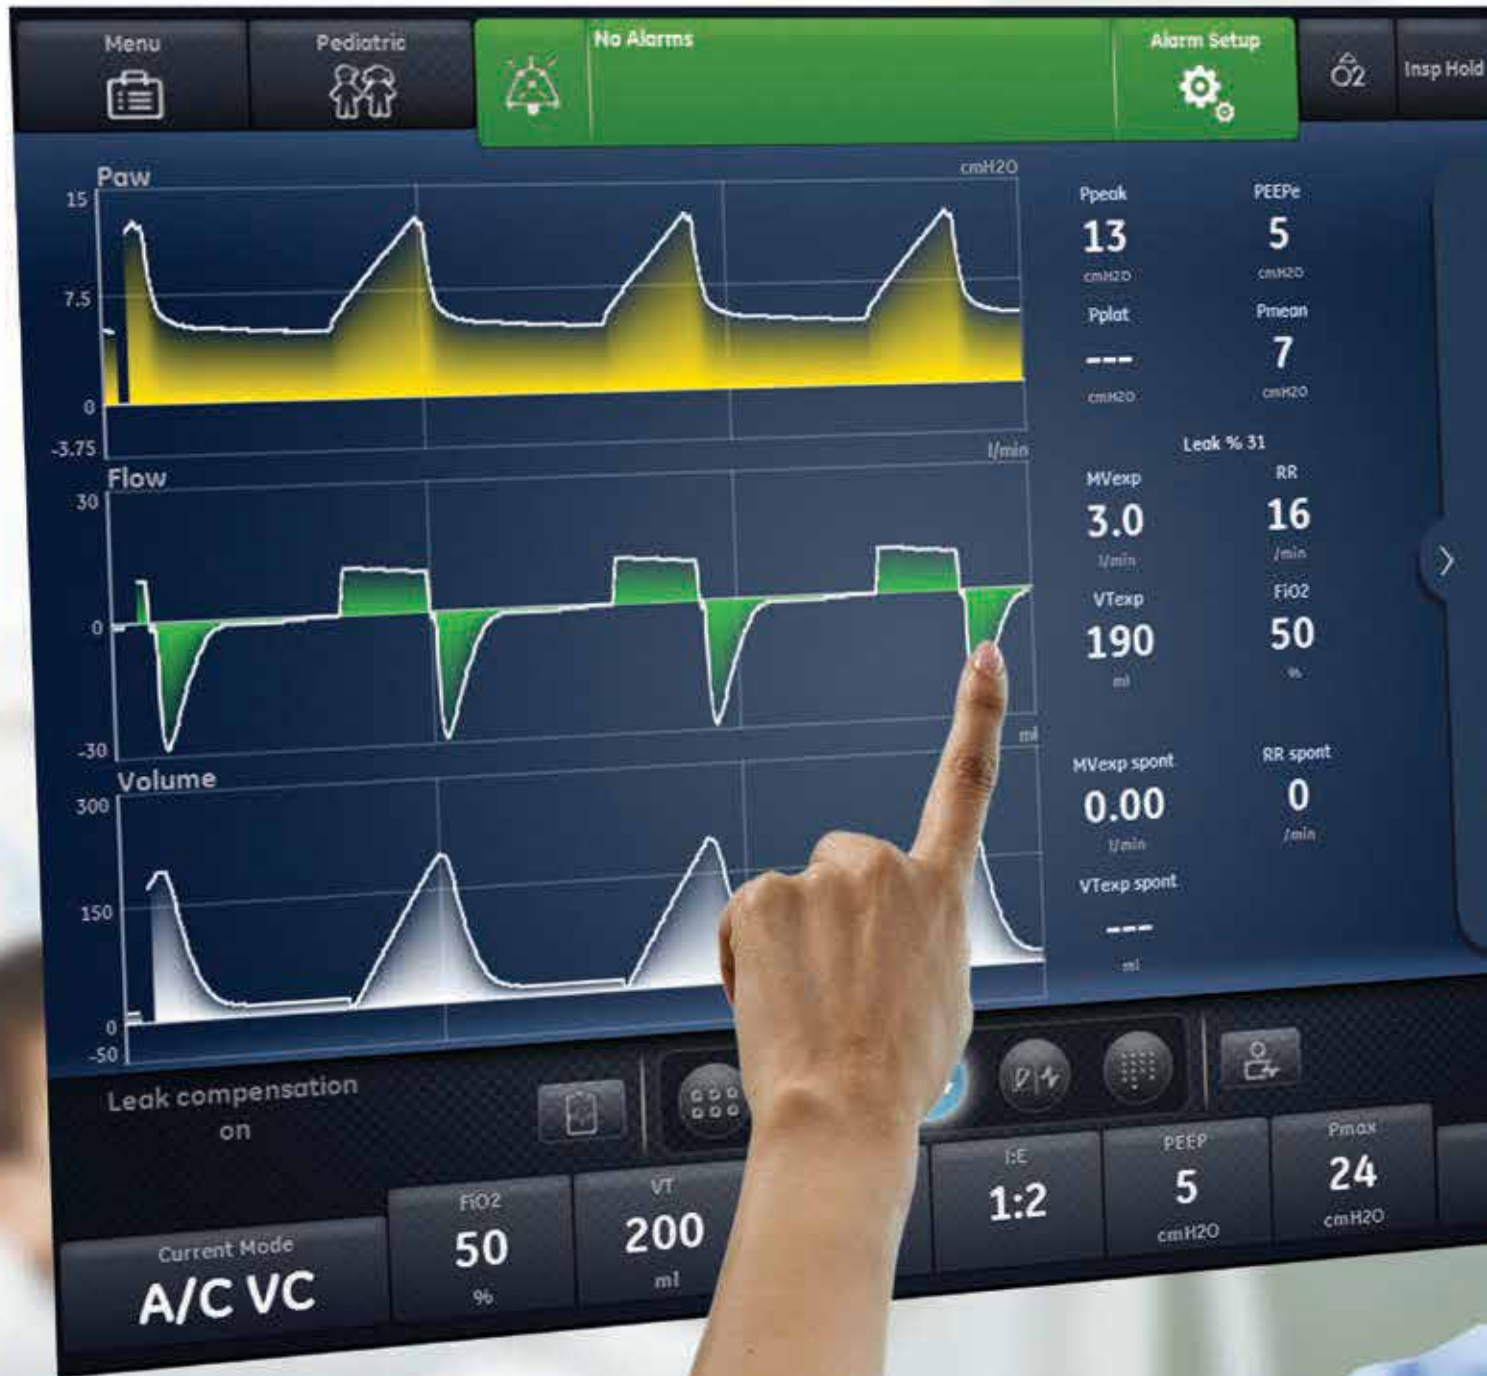 Menu
Pediatric
No Alarms
Alarm Setup
O2
Insp Hold
Paw
cmH2O
15
7.5
0
-3.75
Flow
l/min
30
0
-30
Volume
ml
300
150
0
-50
Ppeak
13
cmH2O
PEEPe
5
cmH2O
Pplat
---
cmH2O
Pmean
7
cmH2O
Leak % 31
MVexp
3.0
l/min
RR
16
/min
VTexp
190
ml
FiO2
50
%
MVexp spont
0.00
l/min
RR spont
0
/min
VTexp spont
---
ml
Leak compensation
on
Current Mode
A/C VC
FiO2
50
%
VT
200
ml
I:E
1:2
PEEP
5
cmH2O
Pmax
24
cmH2O